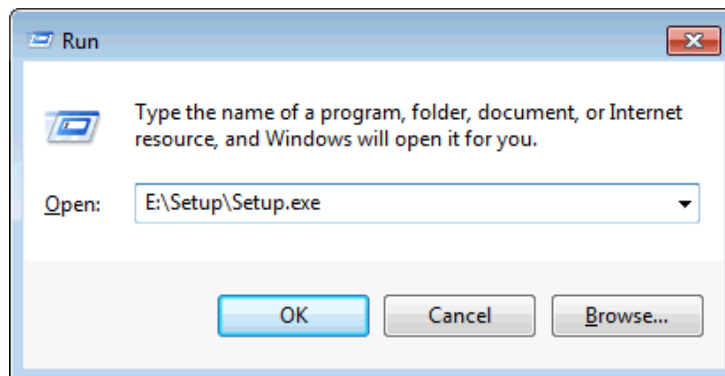 Run
Type the name of a program, folder, document, or Internet
resource, and Windows will open it for you.
Open: E:\Setup\Setup.exe
OK Cancel Browse...